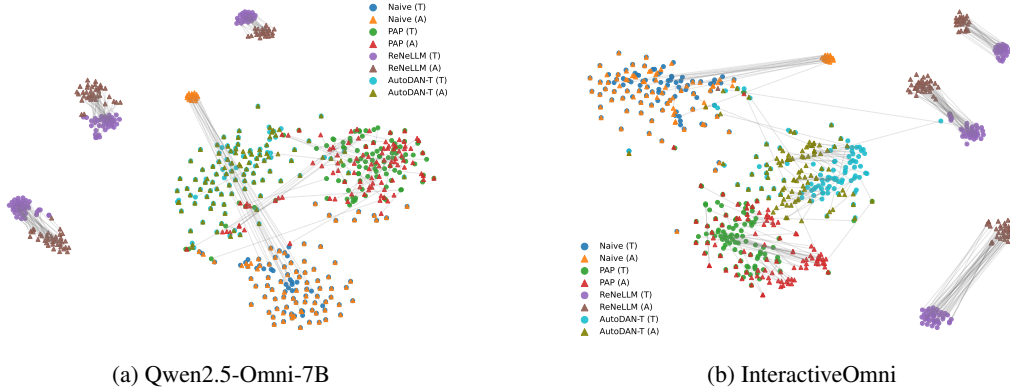 Naive (T)
Naive (A)
PAP (T)
PAP (A)
ReNeLLM (T)
ReNeLLM (A)
AutoDAN-T (T)
AutoDAN-T (A)
(a) Qwen2.5-Omni-7B
Naive (T)
Naive (A)
PAP (T)
PAP (A)
ReNeLLM (T)
ReNeLLM (A)
AutoDAN-T (T)
AutoDAN-T (A)
(b) InteractiveOmni